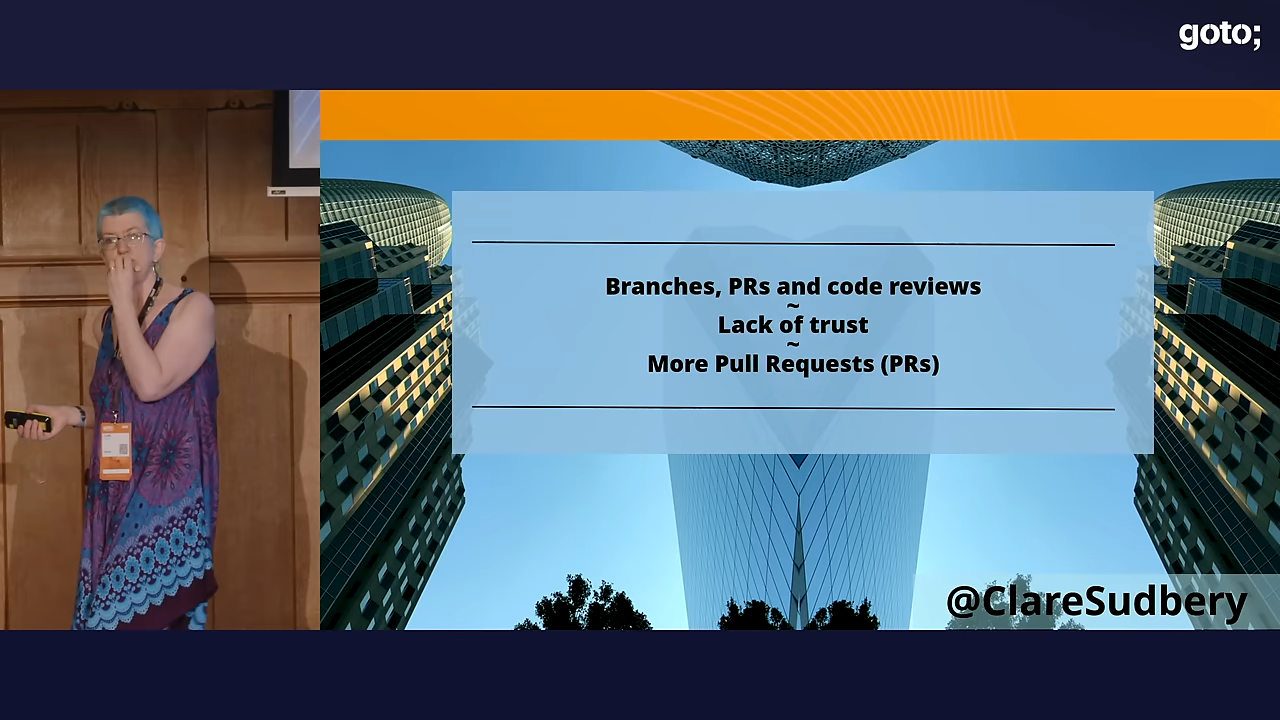 goto;
Branches, PRs and code reviews
~
Lack of trust
~
More Pull Requests (PRs)
@ClareSudbery